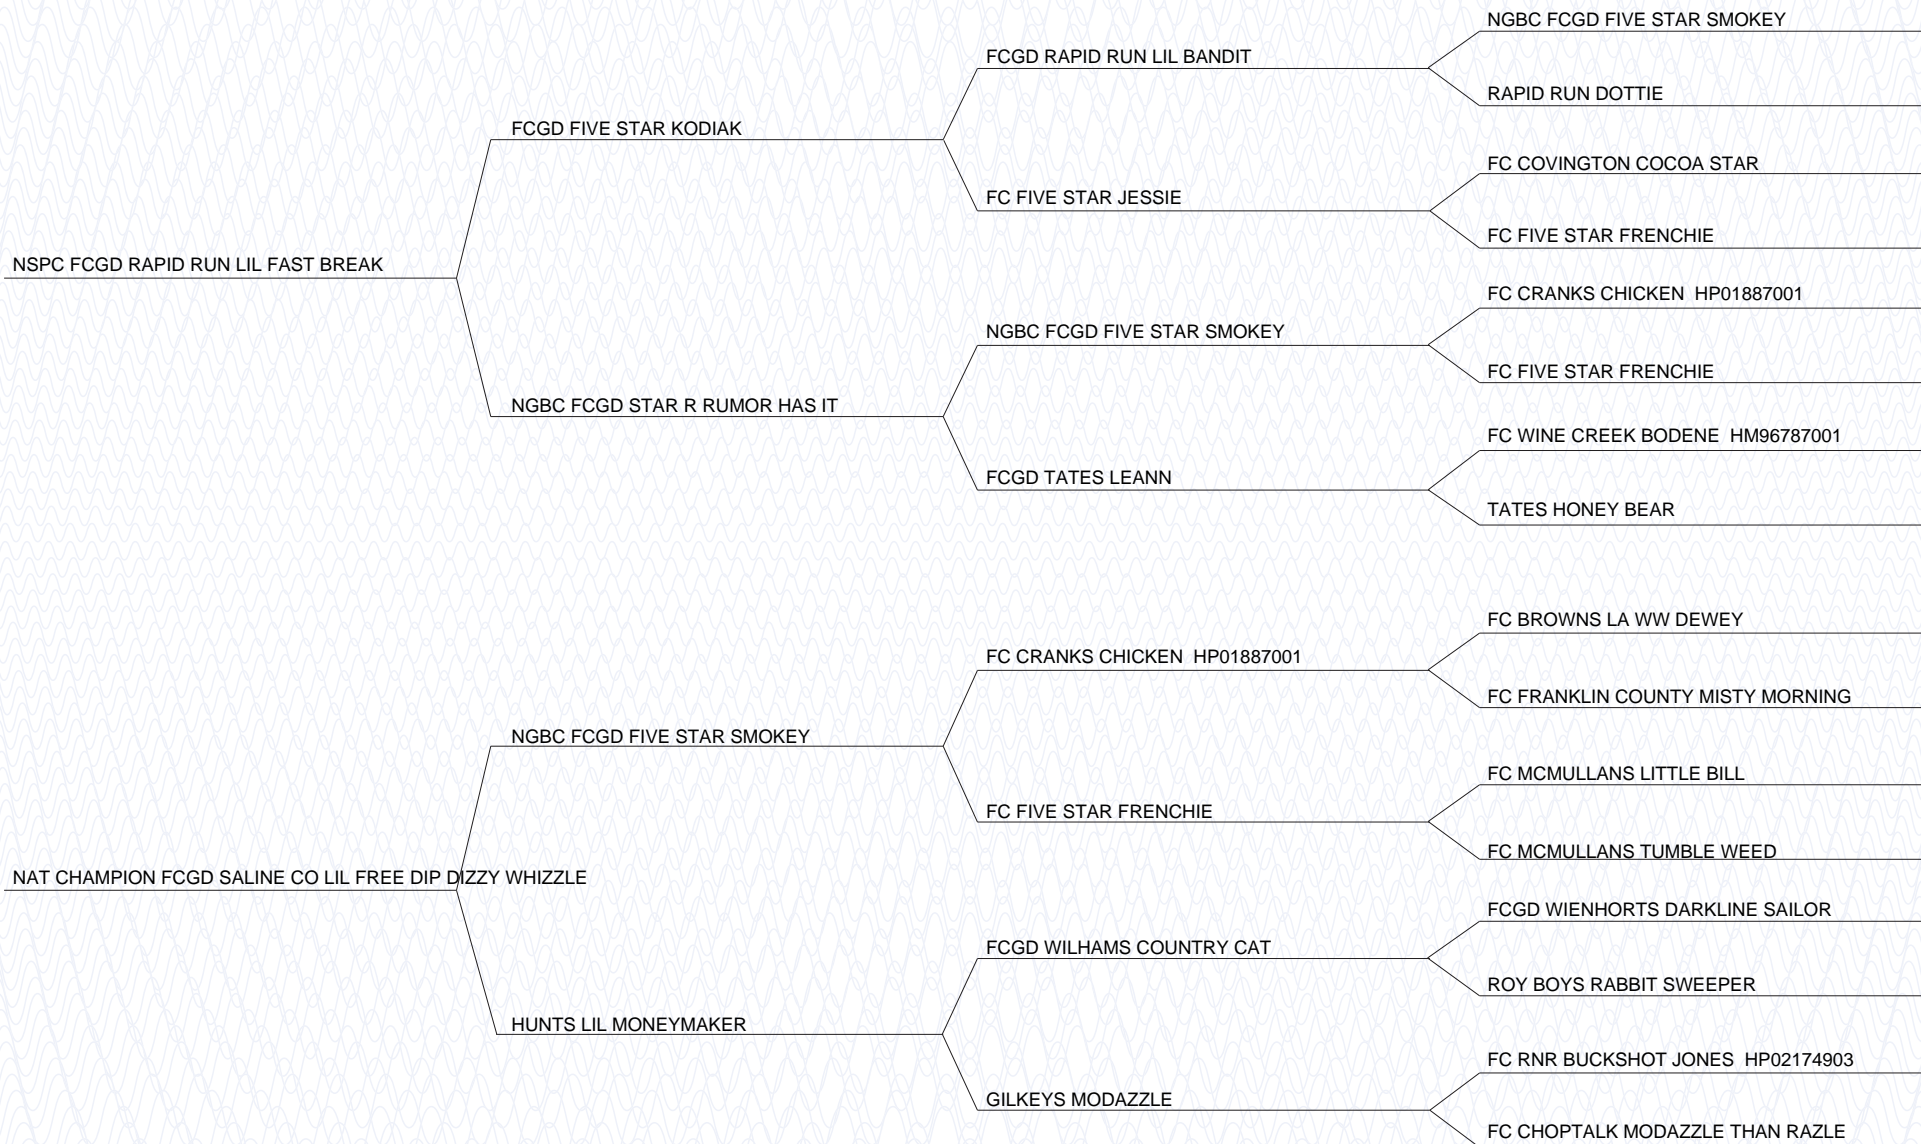 NGBC FCGD FIVE STAR SMOKEY
FCGD RAPID RUN LIL BANDIT
RAPID RUN DOTTIE
FCGD FIVE STAR KODIAK
FC COVINGTON COCOA STAR
FC FIVE STAR JESSIE
FC FIVE STAR FRENCHIE
NSPC FCGD RAPID RUN LIL FAST BREAK
FC CRANKS CHICKEN HP01887001
NGBC FCGD FIVE STAR SMOKEY
FC FIVE STAR FRENCHIE
NGBC FCGD STAR R RUMOR HAS IT
FC WINE CREEK BODENE HM96787001
FCGD TATES LEANN
TATES HONEY BEAR
FC BROWNS LA WW DEWEY
FC CRANKS CHICKEN HP01887001
FC FRANKLIN COUNTY MISTY MORNING
NGBC FCGD FIVE STAR SMOKEY
FC MCMULLANS LITTLE BILL
FC FIVE STAR FRENCHIE
FC MCMULLANS TUMBLE WEED
NAT CHAMPION FCGD SALINE CO LIL FREE DIP DIZZY WHIZZLE
FCGD WIENHORTS DARKLINE SAILOR
FCGD WILHAMS COUNTRY CAT
ROY BOYS RABBIT SWEEPER
HUNTS LIL MONEYMAKER
FC RNR BUCKSHOT JONES HP02174903
GILKEYS MODAZZLE
FC CHOPTALK MODAZZLE THAN RAZLE